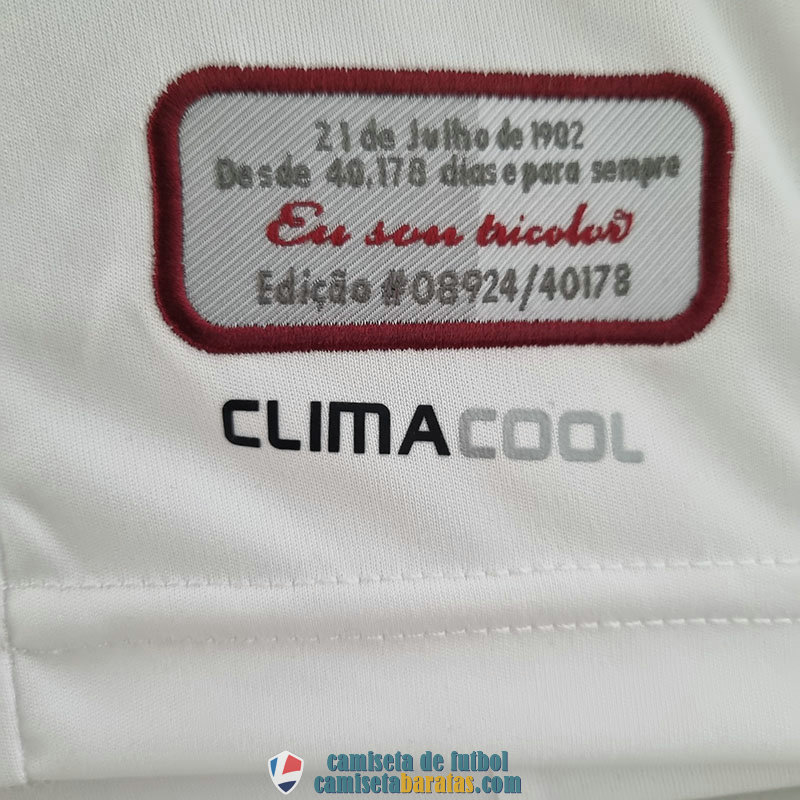 21 de Julho de 1902
Desde 40.178 dias e para sempre
Eu sou tricolor
Edição #08924/40178
CLIMACOOL
camiseta de futbol
camisetabaratas.com